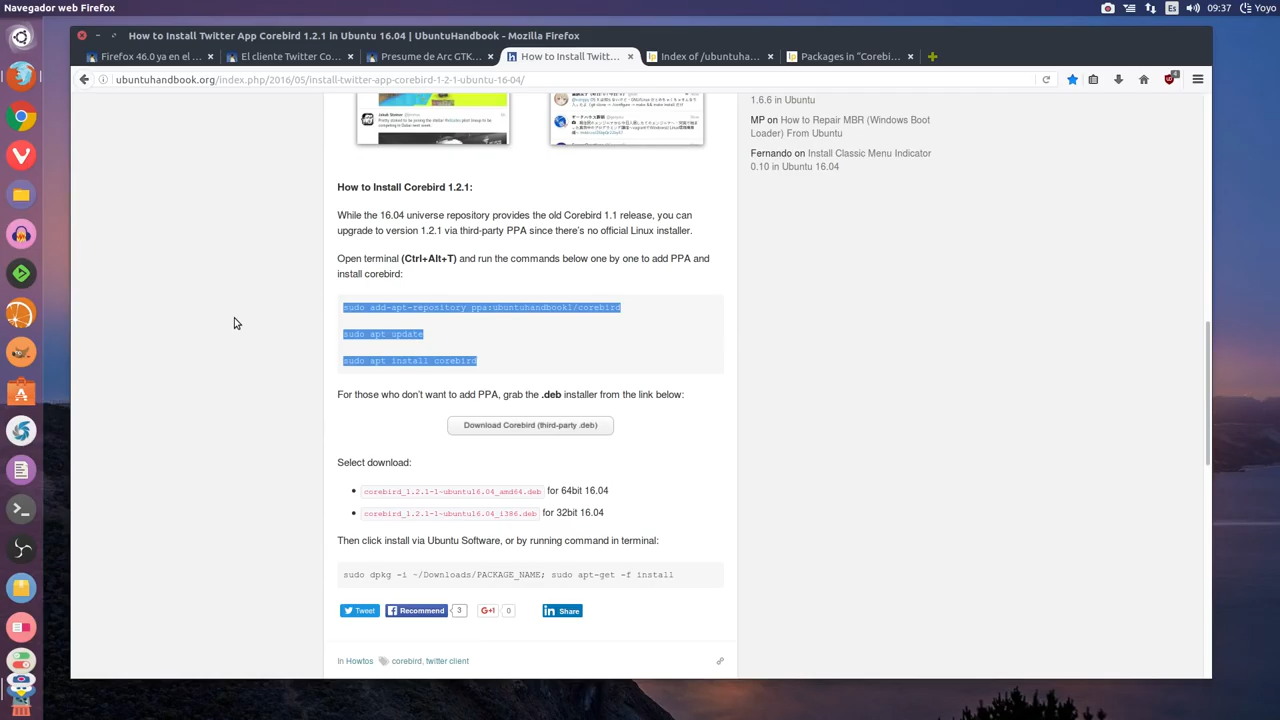 Navegador web Firefox
Es
09:37
Yoyo
How to Install Twitter App Corebird 1.2.1 in Ubuntu 16.04 | UbuntuHandbook - Mozilla Firefox
Firefox 46.0 ya en el ...
El cliente Twitter Co...
Presume de Arc GTK...
How to Install Twitt...
Index of /ubuntuha...
Packages in “Corebi...
ubuntuhandbook.org/index.php/2016/05/install-twitter-app-corebird-1-2-1-ubuntu-16-04/
1.6.6 in Ubuntu
MP on How to Repair MBR (Windows Boot
Loader) From Ubuntu
Fernando on Install Classic Menu Indicator
0.10 in Ubuntu 16.04
How to Install Corebird 1.2.1:
While the 16.04 universe repository provides the old Corebird 1.1 release, you can
upgrade to version 1.2.1 via third-party PPA since there’s no official Linux installer.
Open terminal (Ctrl+Alt+T) and run the commands below one by one to add PPA and
install corebird:
sudo add-apt-repository ppa:ubuntuhandbook1/corebird
sudo apt update
sudo apt install corebird
For those who don’t want to add PPA, grab the .deb installer from the link below:
Download Corebird (third-party .deb)
Select download:
corebird_1.2.1-1~ubuntu16.04_amd64.deb for 64bit 16.04
corebird_1.2.1-1~ubuntu16.04_i386.deb for 32bit 16.04
Then click install via Ubuntu Software, or by running command in terminal:
sudo dpkg -i ~/Downloads/PACKAGE_NAME; sudo apt-get -f install
Tweet
Recommend
3
G+1
0
in Share
In Howtos
corebird, twitter client